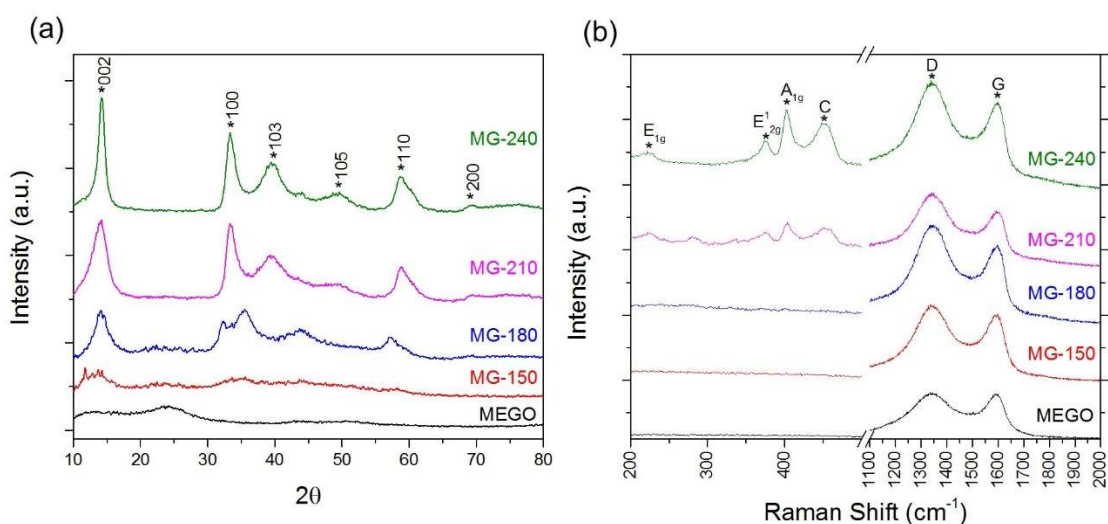 (a)
*002
*100
*103
*105
*110
*200
MG-240
MG-210
MG-180
MG-150
MEGO
Intensity (a.u.)
10 20 30 40 50 60 70 80
2θ
(b)
D
*
G
*
A1g
*
E¹2g
*
C
*
E1g
*
MG-240
MG-210
MG-180
MG-150
MEGO
Intensity (a.u.)
200 300 400 1100 1200 1300 1400 1500 1600 1700 1800 1900 2000
Raman Shift (cm⁻¹)